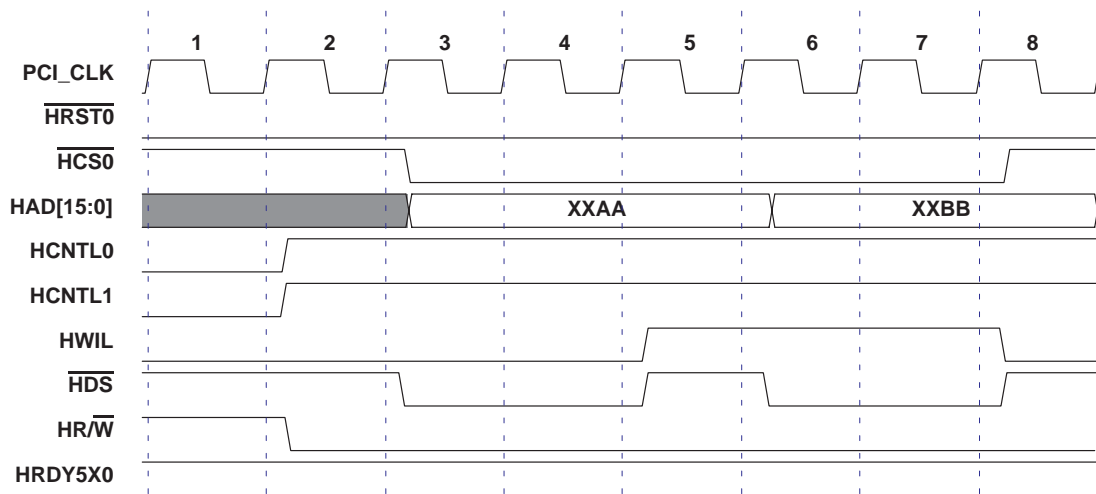 1 2 3 4 5 6 7 8
PCI_CLK
HRST0
HCS0
HAD[15:0] XXAA XXBB
HCNTL0
HCNTL1
HWIL
HDS
HR/W
HRDY5X0